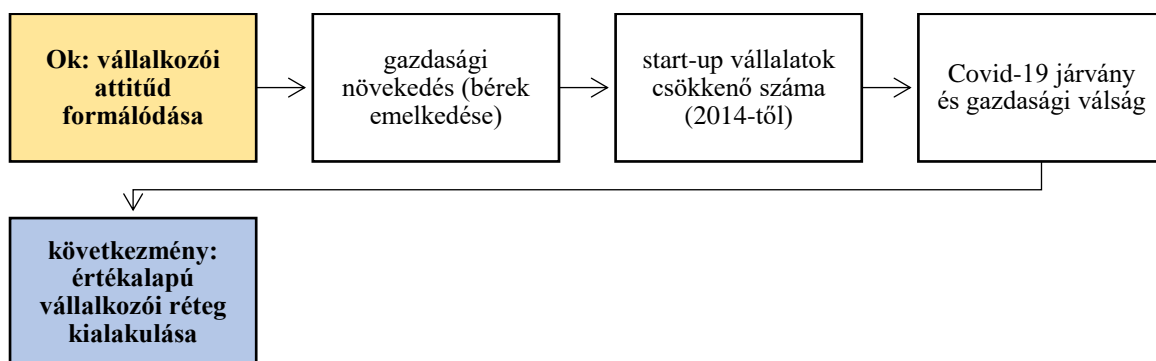 Ok: vállalkozói
attitűd
formálódása
gazdasági
növekedés (bérek
emelkedése)
start-up vállalatok
csökkenő száma
(2014-től)
Covid-19 járvány
és gazdasági válság
következmény:
értékalapú
vállalkozói réteg
kialakulása